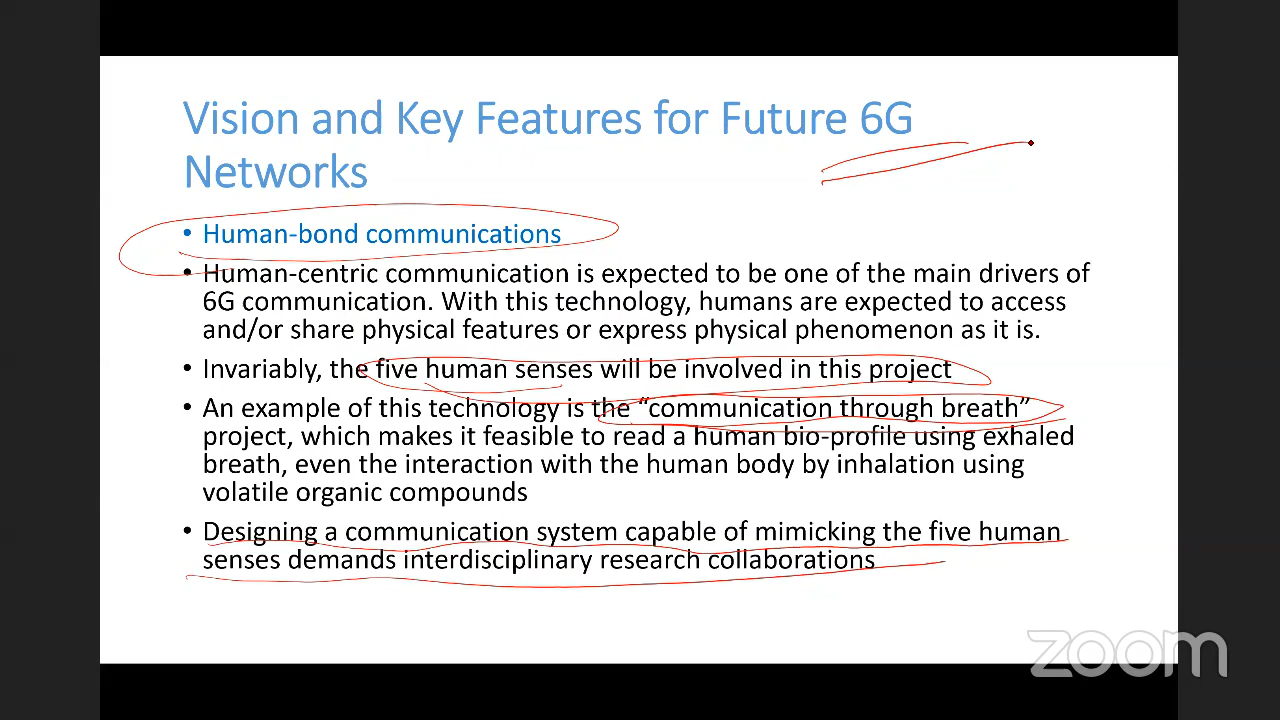 Vision and Key Features for Future 6G
Networks
• Human-bond communications
• Human-centric communication is expected to be one of the main drivers of
6G communication. With this technology, humans are expected to access
and/or share physical features or express physical phenomenon as it is.
• Invariably, the five human senses will be involved in this project
• An example of this technology is the “communication through breath”
project, which makes it feasible to read a human bio-profile using exhaled
breath, even the interaction with the human body by inhalation using
volatile organic compounds
• Designing a communication system capable of mimicking the five human
senses demands interdisciplinary research collaborations
zoom